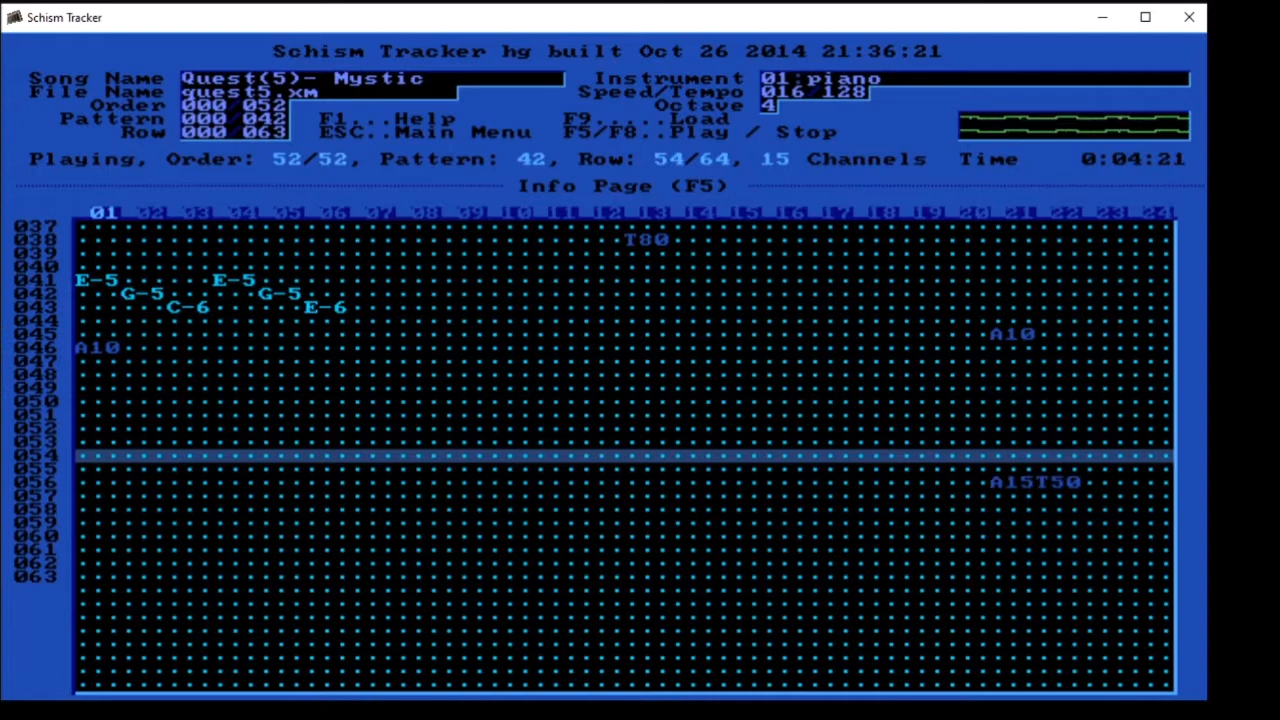 Schism Tracker
Schism Tracker hg built Oct 26 2014 21:36:21
Song Name Quest(5)- Mystic Instrument 01:piano
File Name quest5.xm Speed/Tempo 016/128
Order 000/052 Octave 4
Pattern 000/042 F1...Help F9.....Load
Row 000/063 ESC..Main Menu F5/F8..Play / Stop
Playing, Order: 52/52, Pattern: 42, Row: 54/64, 15 Channels Time 0:04:21
Info Page (F5)
01 02 03 04 05 06 07 08 09 10 11 12 13 14 15 16 17 18 19 20 21 22 23 24
037
038 T80
039
040
041 E-5 E-5
042 G-5 G-5
043 C-6 E-6
044
045 A10
046 A10
047
048
049
050
051
052
053
054
055
056 A15T50
057
058
059
060
061
062
063